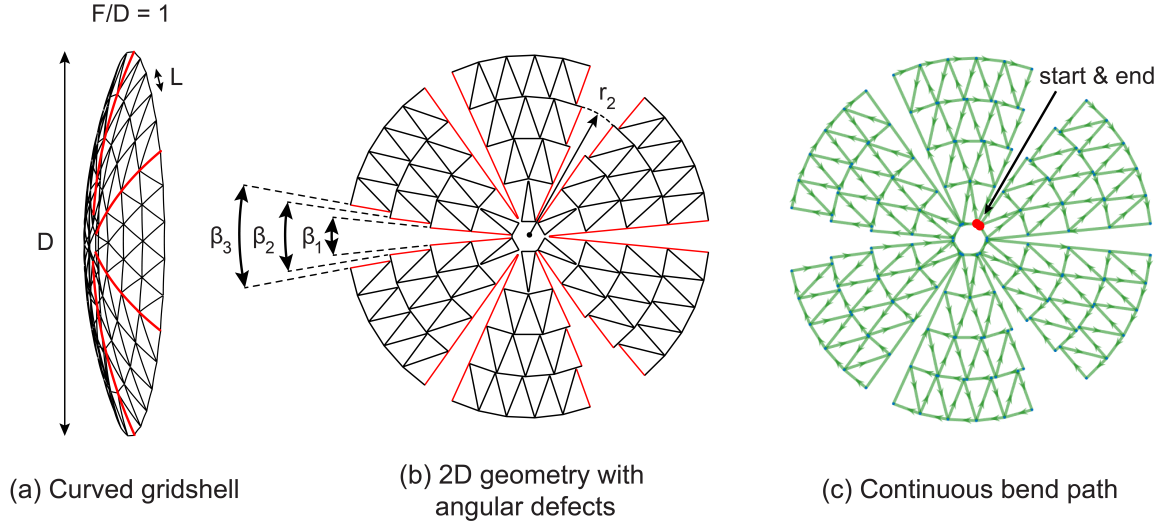 F/D = 1
L
D
β3
β2
β1
r2
start & end
(a) Curved gridshell
(b) 2D geometry with
angular defects
(c) Continuous bend path